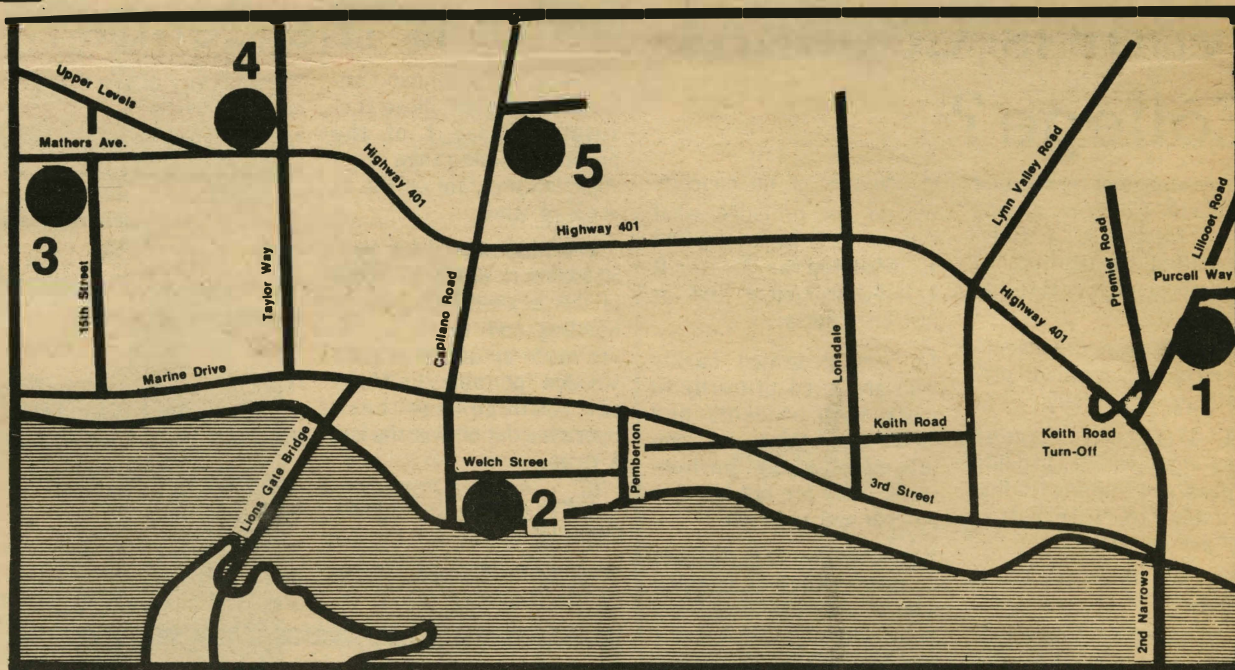 4
Upper Levels
Mathers Ave.
3
15th Street
Taylor Way
Highway 401
5
Highway 401
Capilano Road
Marine Drive
Lions Gate Bridge
Welch Street
2
Pemberton
Lonsdale
Keith Road
3rd Street
Lynn Valley Road
Premier Road
Lillooet Road
Purcell Way
Highway 401
1
Keith Road
Turn-Off
2nd Narrows